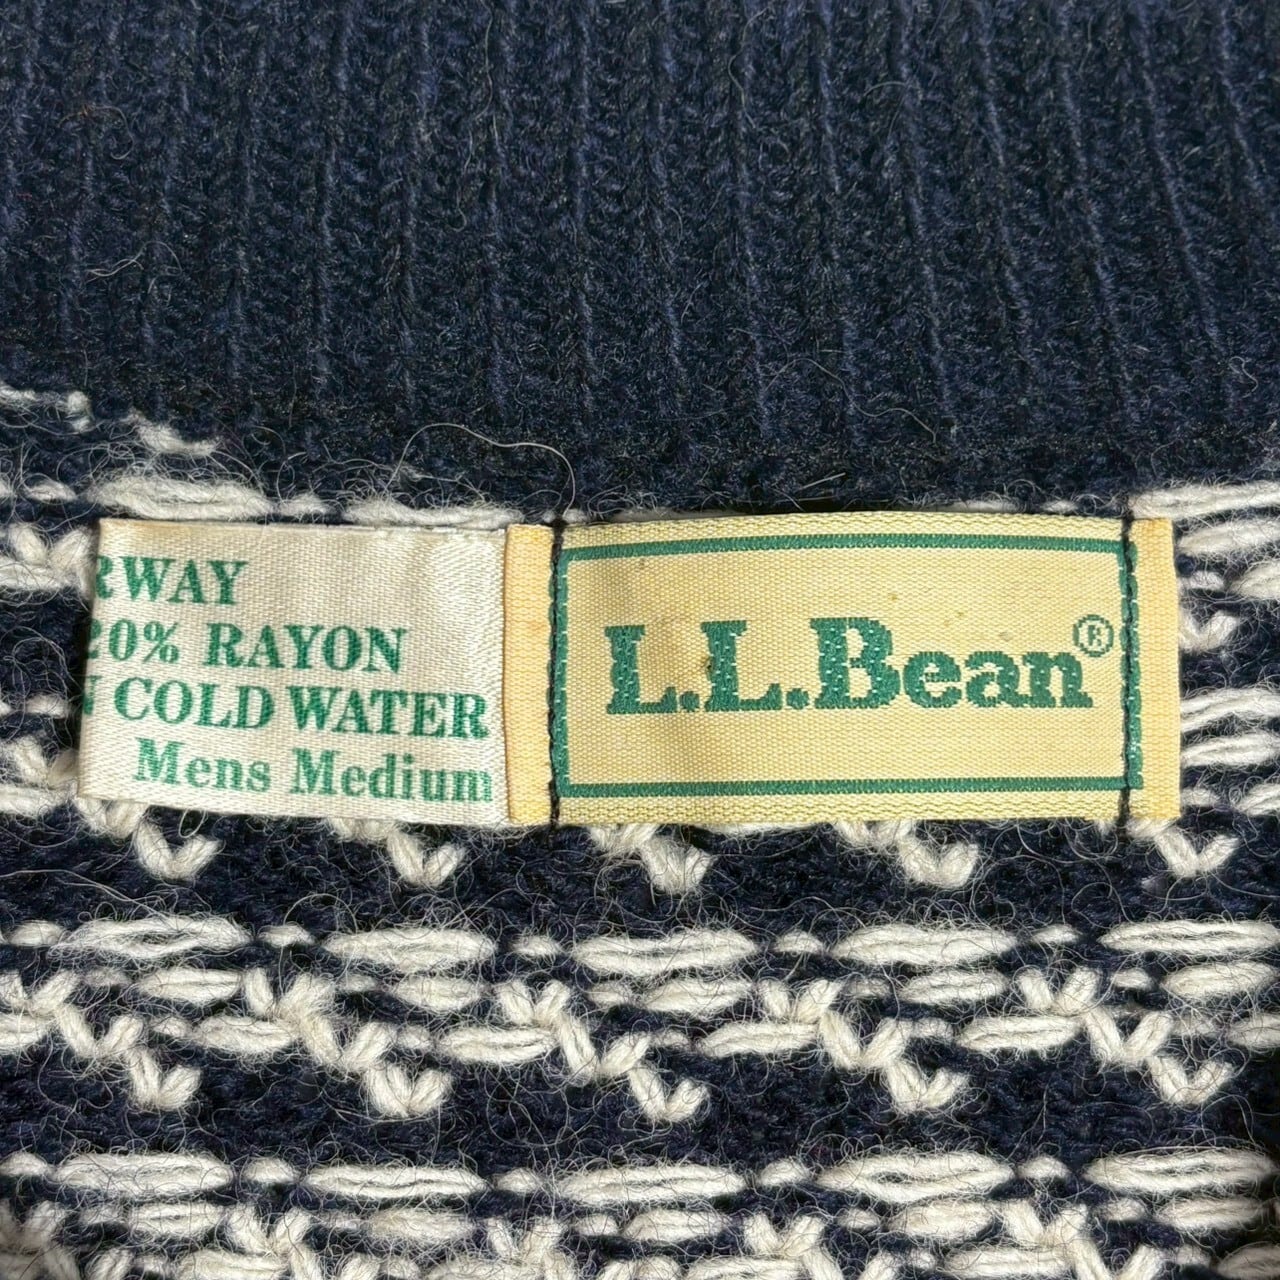 RWAY
20% RAYON
COLD WATER
Mens Medium
L.L.Bean®